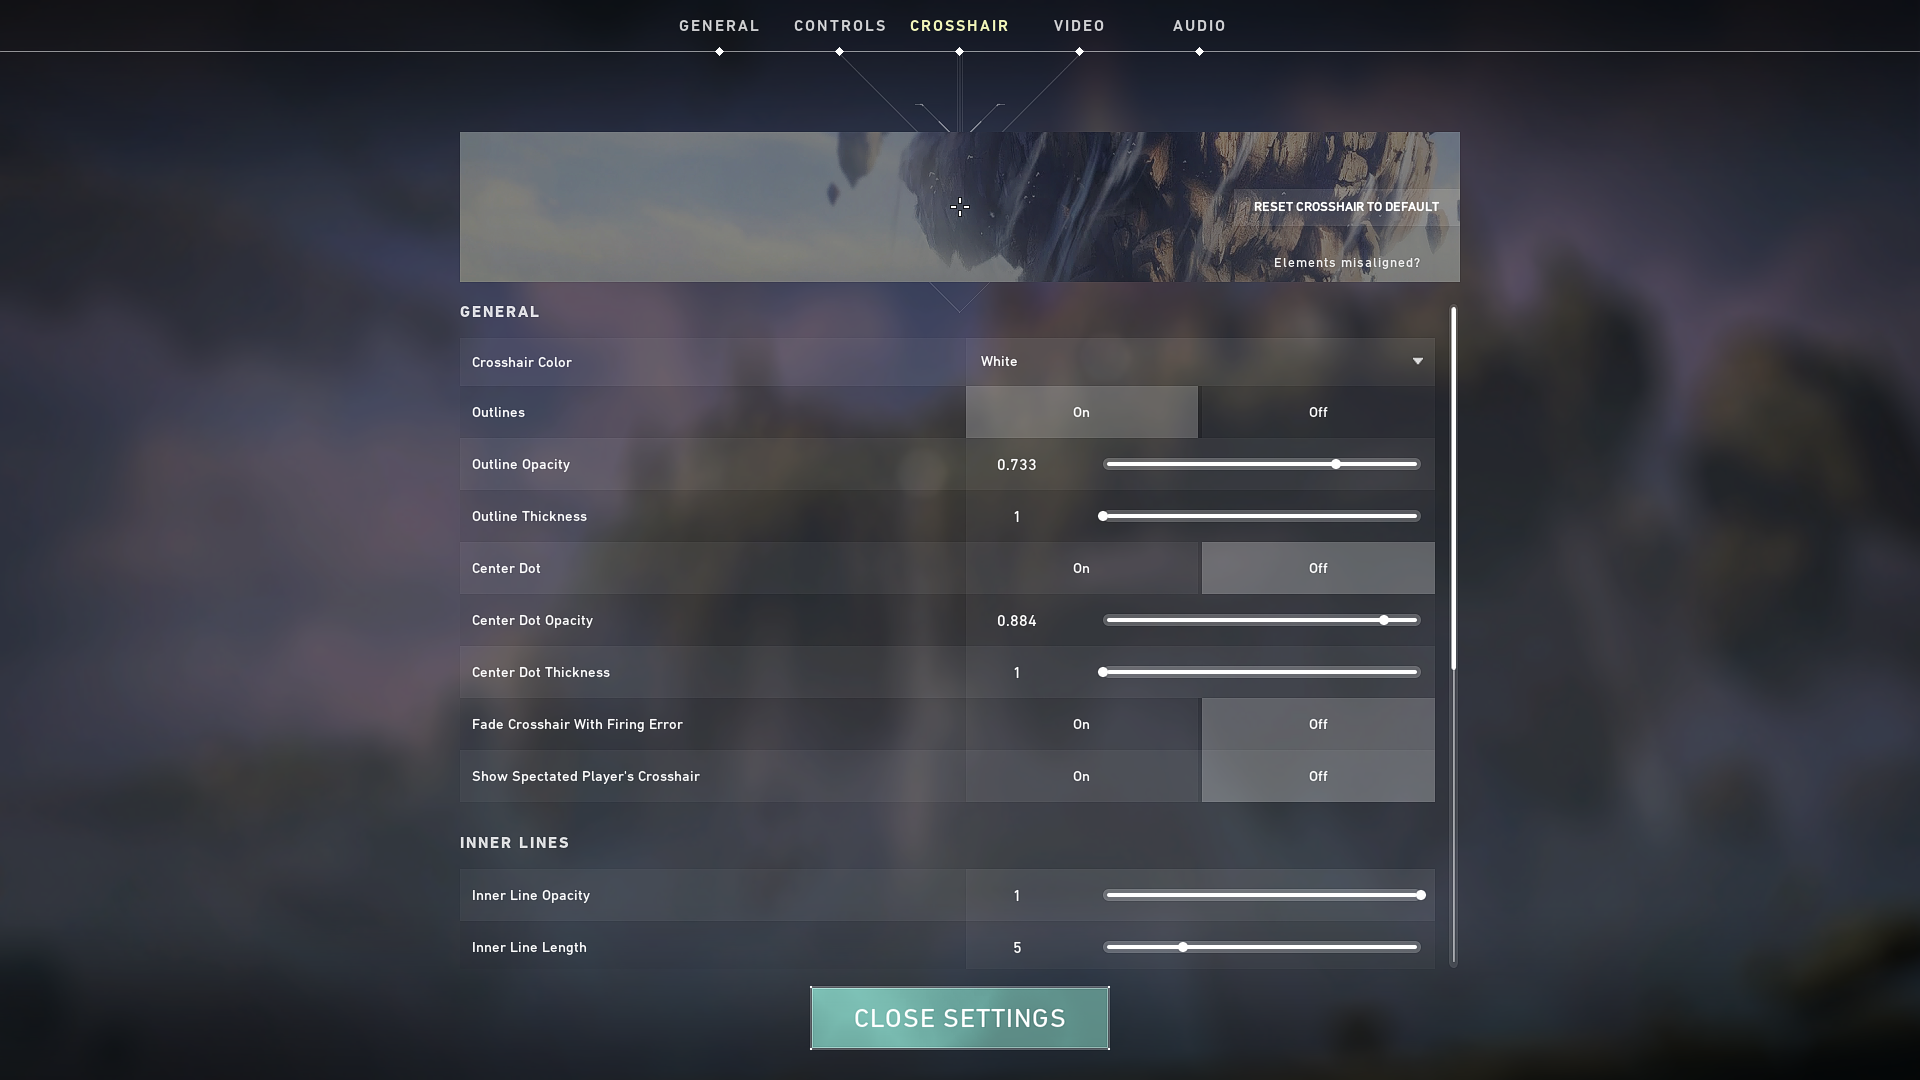 GENERAL CONTROLS CROSSHAIR VIDEO AUDIO
RESET CROSSHAIR TO DEFAULT
Elements misaligned?
GENERAL
Crosshair Color White
Outlines On Off
Outline Opacity 0.733
Outline Thickness 1
Center Dot On Off
Center Dot Opacity 0.884
Center Dot Thickness 1
Fade Crosshair With Firing Error On Off
Show Spectated Player's Crosshair On Off
INNER LINES
Inner Line Opacity 1
Inner Line Length 5
CLOSE SETTINGS